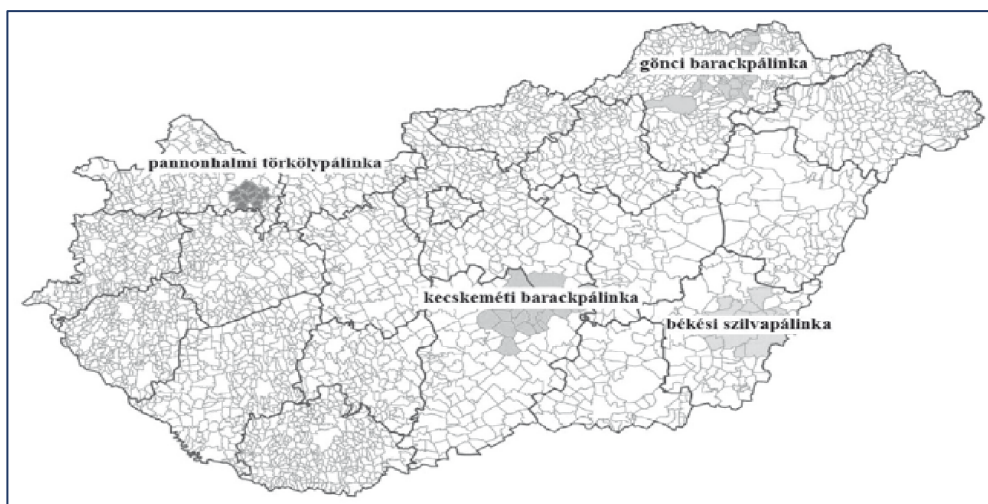 gönci barackpálinka
pannonhalmi törkölypálinka
kecskeméti barackpálinka
békési szilvapálinka